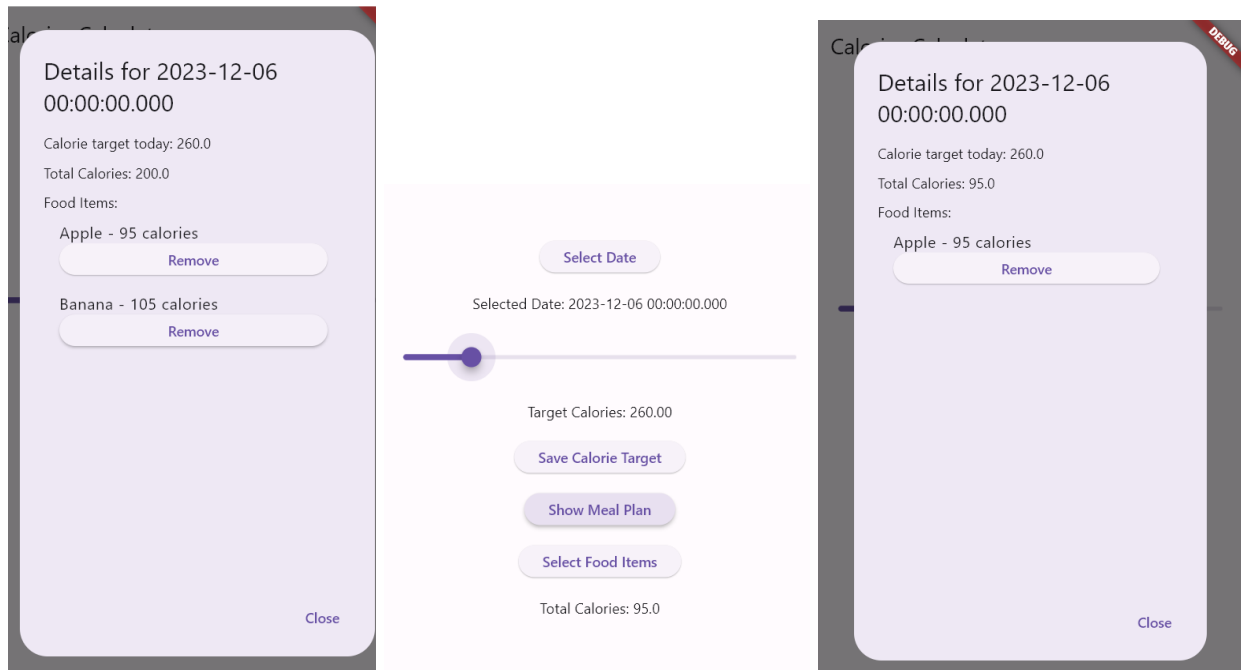 Details for 2023-12-06
00:00:00.000
Calorie target today: 260.0
Total Calories: 200.0
Food Items:
Apple - 95 calories
Remove
Banana - 105 calories
Remove
Close
Select Date
Selected Date: 2023-12-06 00:00:00.000
Target Calories: 260.00
Save Calorie Target
Show Meal Plan
Select Food Items
Total Calories: 95.0
DEBUG
Details for 2023-12-06
00:00:00.000
Calorie target today: 260.0
Total Calories: 95.0
Food Items:
Apple - 95 calories
Remove
Close